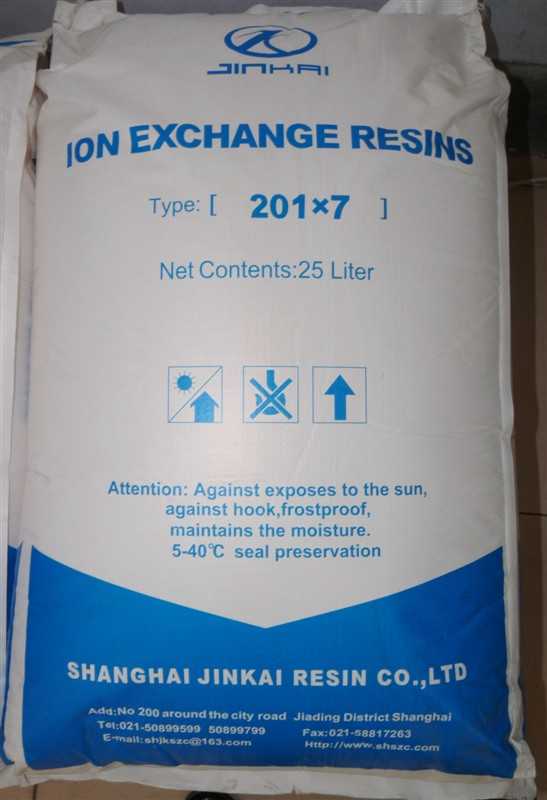 JINKAI
ION EXCHANGE RESINS
Type: [ 201×7 ]
Net Contents:25 Liter
Attention: Against exposes to the sun,
against hook,frostproof,
maintains the moisture.
5-40℃ seal preservation
SHANGHAI JINKAI RESIN CO.,LTD
Add:No 200 around the city road Jiading District Shanghai
Tel:021-50899599 50899799 Fax:021-58817263
E-mail:shjkszc@163.com Http://www.shszc.com